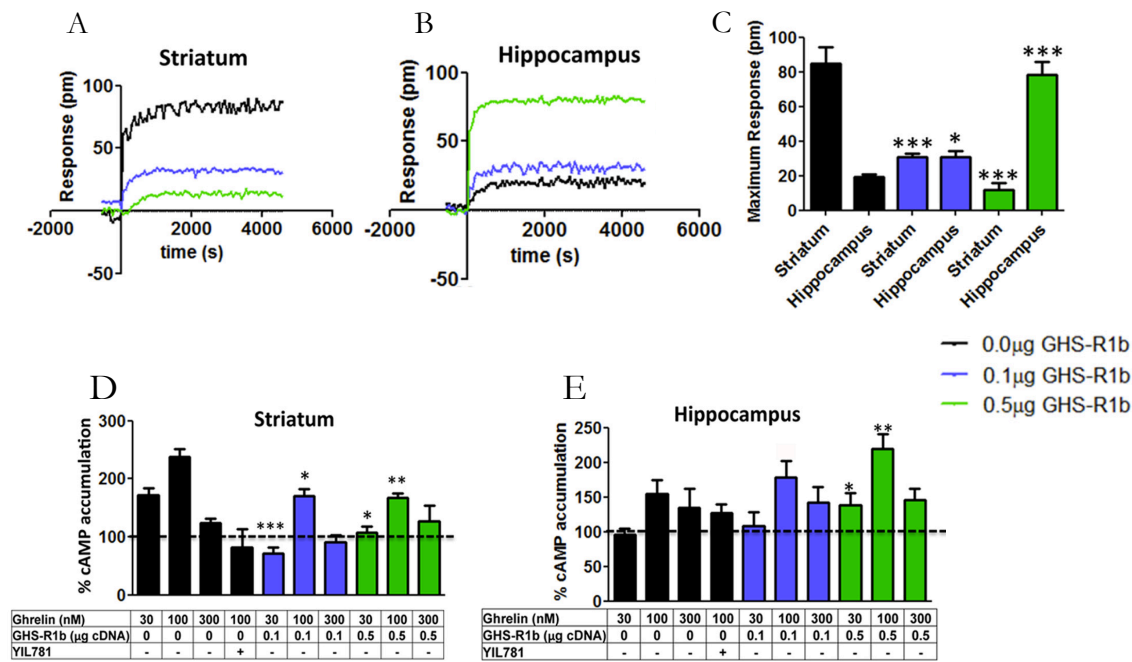 A
B
C
Striatum
Hippocampus
Response (pm)
100
50
-50
-2000 2000 4000 6000
time (s)
Response (pm)
100
50
-50
-2000 2000 4000 6000
time (s)
Maximum Response (pm)
100
80
60
40
20
0
*** * *** ***
Striatum
Hippocampus
Striatum
Hippocampus
Striatum
Hippocampus
0.0µg GHS-R1b
0.1µg GHS-R1b
0.5µg GHS-R1b
D
Striatum
% cAMP accumulation
300
200
100
0
*** * * **
Ghrelin (nM) 30 100 300 100 30 100 300 30 100 300
GHS-R1b (µg cDNA) 0 0 0 0 0.1 0.1 0.1 0.5 0.5 0.5
YIL781 - - - + - - - - - -
E
Hippocampus
% cAMP accumulation
250
200
150
100
50
0
* **
Ghrelin (nM) 30 100 300 100 30 100 300 30 100 300
GHS-R1b (µg cDNA) 0 0 0 0 0.1 0.1 0.1 0.5 0.5 0.5
YIL781 - - - + - - - - - -